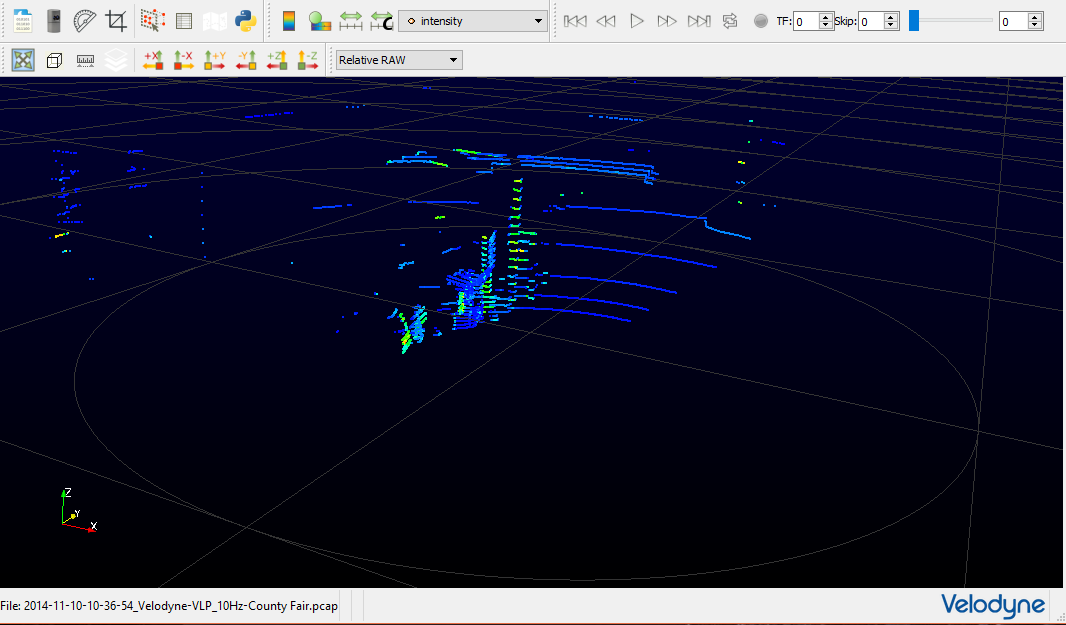 intensity
TF: 0
Skip: 0
0
+X
-X
+Y
-Y
+Z
-Z
Relative RAW
Z
Y
X
File: 2014-11-10-10-36-54_Velodyne-VLP_10Hz-County Fair.pcap
Velodyne